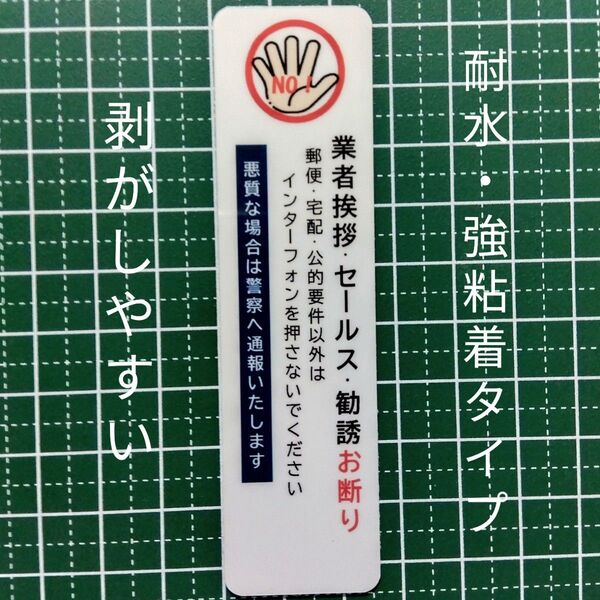 耐水・強粘着タイプ
NO！
業者挨拶・セールス・勧誘お断り
郵便・宅配・公的要件以外は
インターフォンを押さないでください
悪質な場合は警察へ通報いたします
剥がしやすい